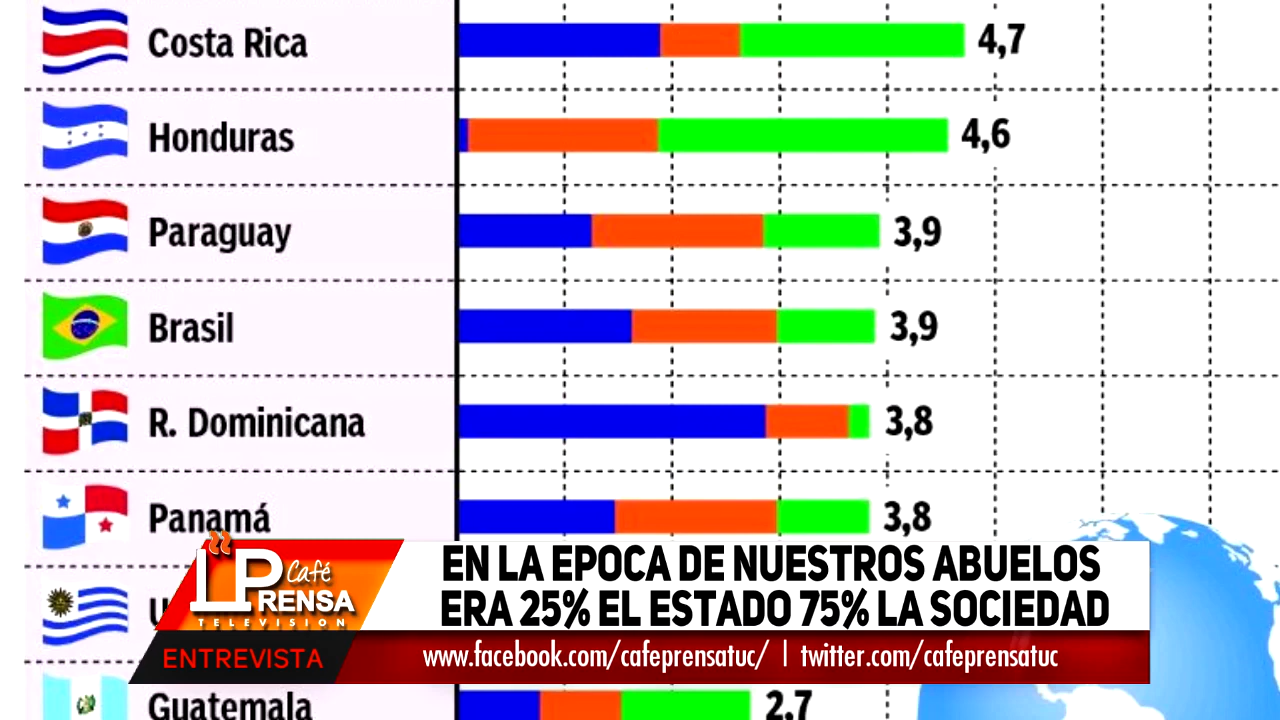 Costa Rica 4,7
Honduras 4,6
Paraguay 3,9
Brasil 3,9
R. Dominicana 3,8
Panamá 3,8
LP Café
PRENSA
TELEVISION
EN LA EPOCA DE NUESTROS ABUELOS
ERA 25% EL ESTADO 75% LA SOCIEDAD
ENTREVISTA
www.facebook.com/cafeprensatuc/ | twitter.com/cafeprensatuc
Guatemala 2,7